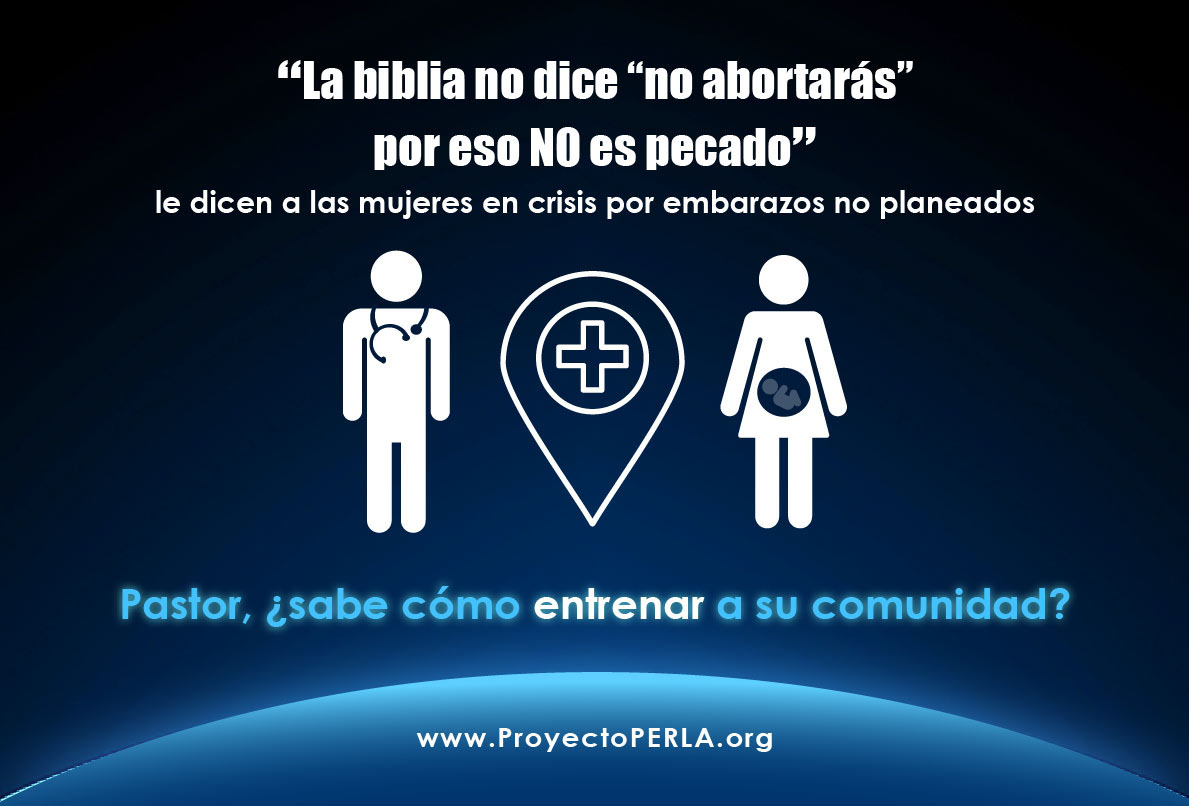 “La biblia no dice “no abortarás”
por eso NO es pecado”
le dicen a las mujeres en crisis por embarazos no planeados
Pastor, ¿sabe cómo entrenar a su comunidad?
www.ProyectoPERLA.org